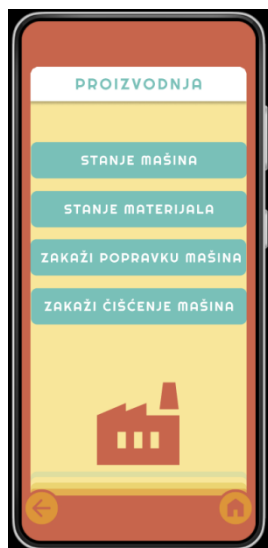 PROIZVODNJA
STANJE MAŠINA
STANJE MATERIJALA
ZAKAŽI POPRAVKU MAŠINA
ZAKAŽI ČIŠĆENJE MAŠINA